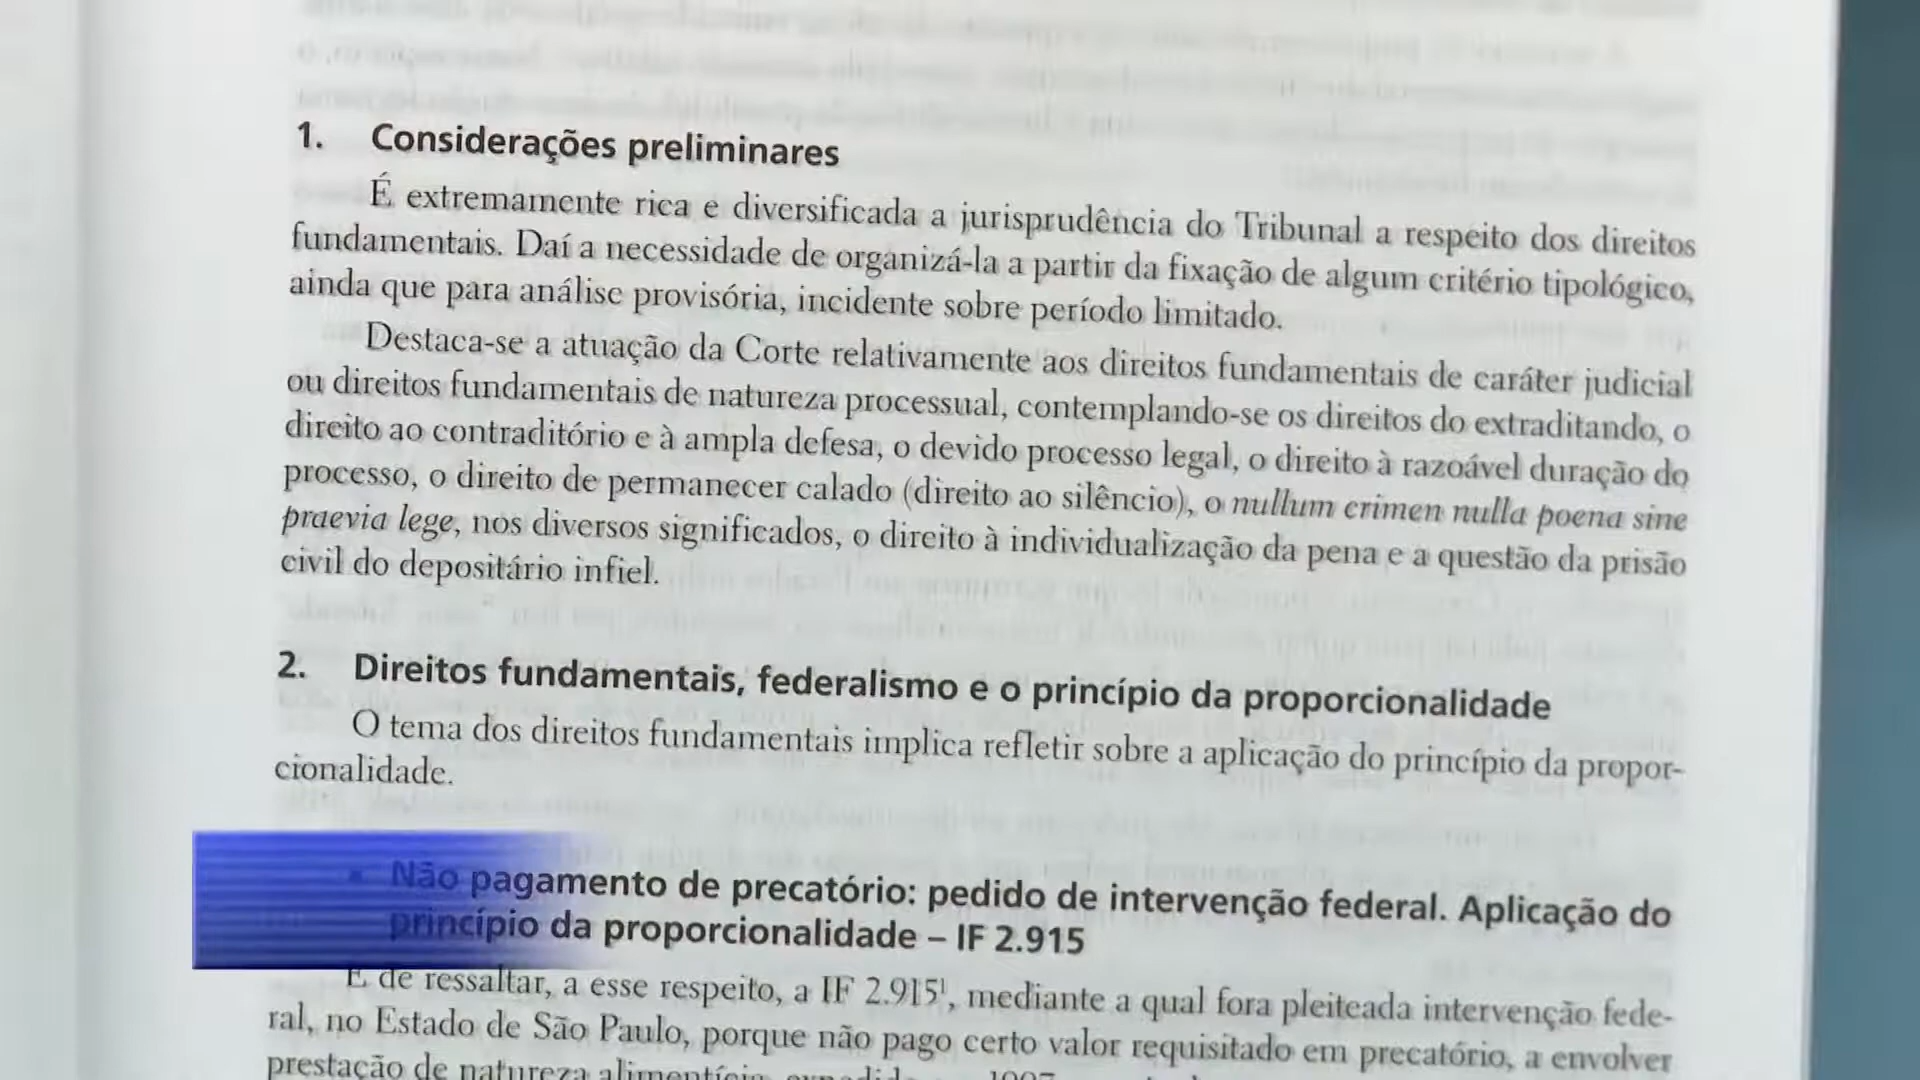 1. Considerações preliminares
É extremamente rica e diversificada a jurisprudência do Tribunal a respeito dos direitos
fundamentais. Daí a necessidade de organizá-la a partir da fixação de algum critério tipológico,
ainda que para análise provisória, incidente sobre período limitado.
Destaca-se a atuação da Corte relativamente aos direitos fundamentais de caráter judicial
ou direitos fundamentais de natureza processual, contemplando-se os direitos do extraditando, o
direito ao contraditório e à ampla defesa, o devido processo legal, o direito à razoável duração do
processo, o direito de permanecer calado (direito ao silêncio), o nullum crimen nulla poena sine
praevia lege, nos diversos significados, o direito à individualização da pena e a questão da prisão
civil do depositário infiel.
2. Direitos fundamentais, federalismo e o princípio da proporcionalidade
O tema dos direitos fundamentais implica refletir sobre a aplicação do princípio da propor-
cionalidade.
Não pagamento de precatório: pedido de intervenção federal. Aplicação do
princípio da proporcionalidade – IF 2.915
É de ressaltar, a esse respeito, a IF 2.915¹, mediante a qual fora pleiteada intervenção fede-
ral, no Estado de São Paulo, porque não pago certo valor requisitado em precatório, a envolver
prestação de natureza alimentícia